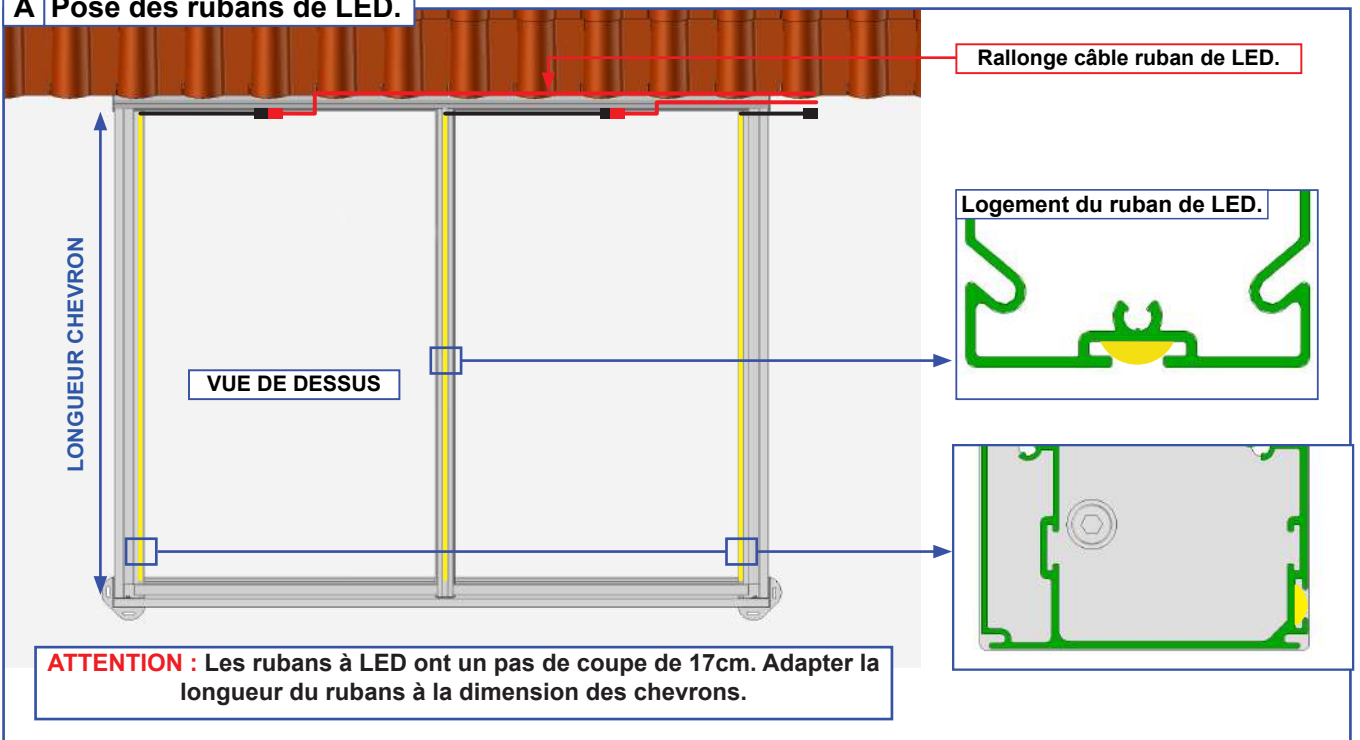 A Pose des rubans de LED.
Rallonge câble ruban de LED.
Logement du ruban de LED.
LONGUEUR CHEVRON
VUE DE DESSUS
ATTENTION : Les rubans à LED ont un pas de coupe de 17cm. Adapter la
longueur du rubans à la dimension des chevrons.